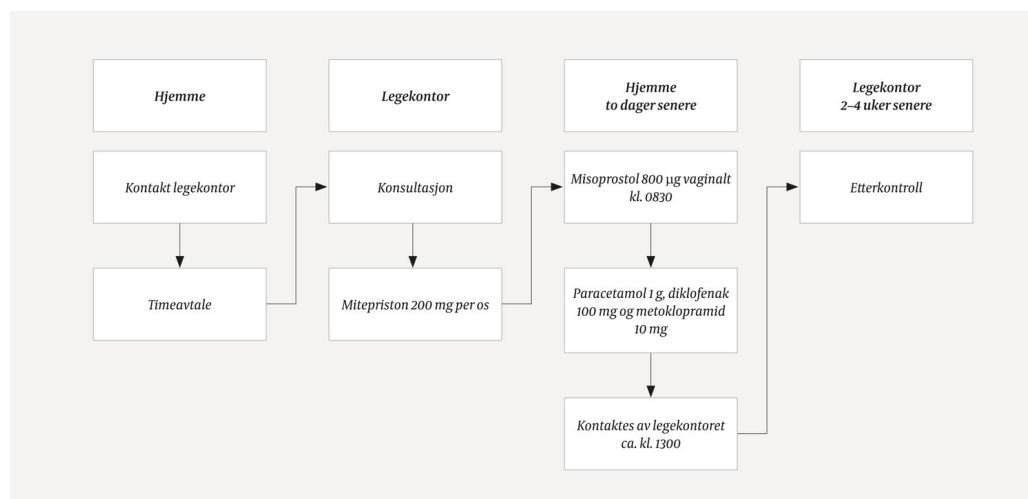 Hjemme
Legekontor
Hjemme
to dager senere
Legekontor
2–4 uker senere
Kontakt legekontor
Timeavtale
Konsultasjon
Mitepriston 200 mg per os
Misoprostol 800 µg vaginalt
kl. 0830
Paracetamol 1 g, diklofenak
100 mg og metoklopramid
10 mg
Kontaktes av legekontoret
ca. kl. 1300
Etterkontroll